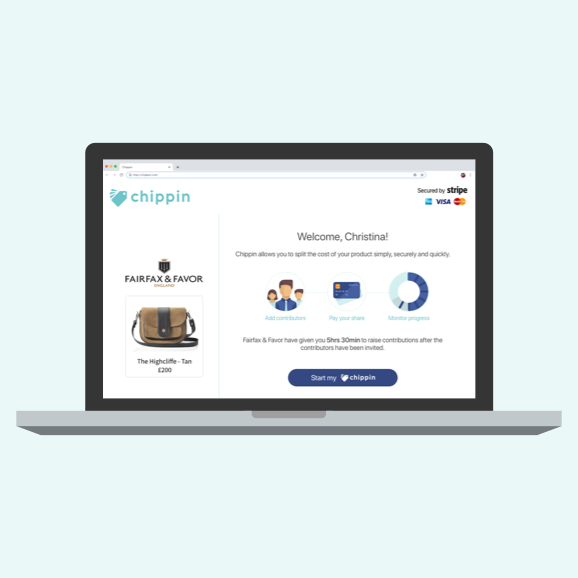 Chippin
chippin
Secured by stripe
VISA
Welcome, Christina!
Chippin allows you to split the cost of your product simply, securely and quickly.
FAIRFAX & FAVOR
ENGLAND
Add contributors
Pay your share
Monitor progress
The Highcliffe - Tan
£200
Fairfax & Favor have given you 5hrs 30min to raise contributions after the
contributors have been invited.
Start my chippin